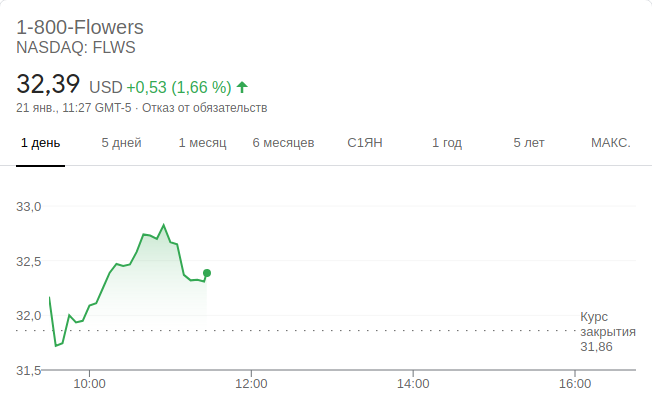 1-800-Flowers
NASDAQ: FLWS
32,39 USD +0,53 (1,66 %)
21 янв., 11:27 GMT-5 · Отказ от обязательств
1 день 5 дней 1 месяц 6 месяцев С1ЯН 1 год 5 лет МАКС.
33,0
32,5
32,0
Курс
закрытия
31,86
31,5
10:00 12:00 14:00 16:00